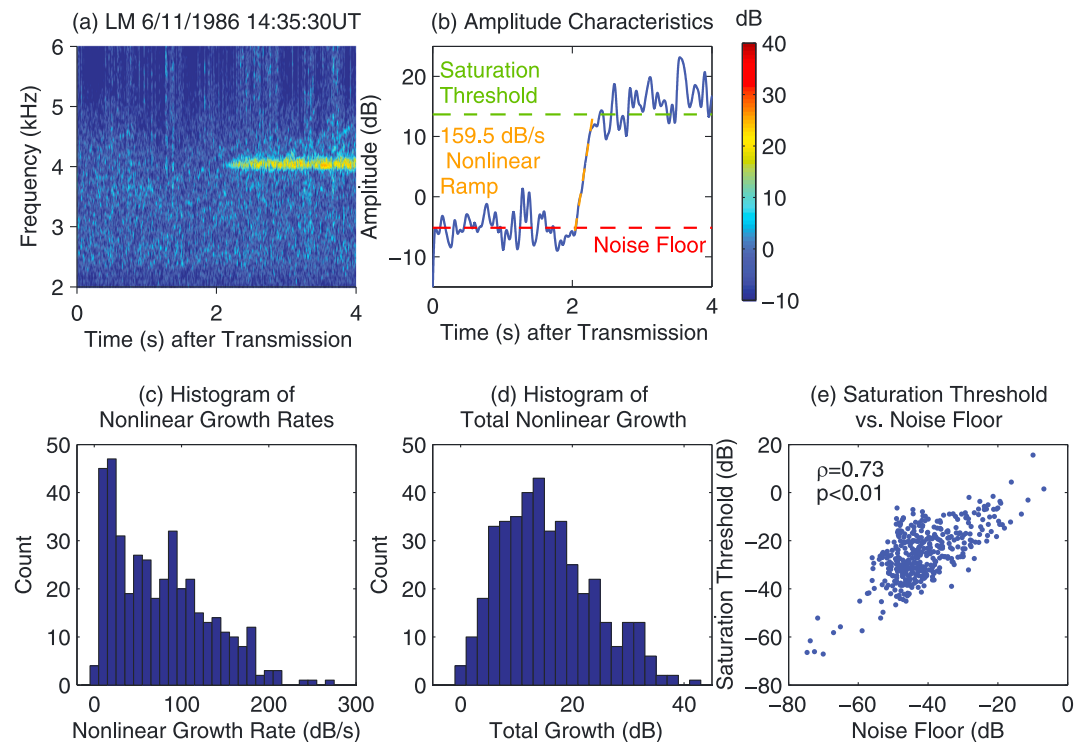 (a) LM 6/11/1986 14:35:30UT
6
5
4
3
2
Frequency (kHz)
0
2
4
Time (s) after Transmission
(b) Amplitude Characteristics
20
10
0
−10
Amplitude (dB)
Saturation
Threshold
159.5 dB/s
Nonlinear
Ramp
Noise Floor
0
2
4
Time (s) after Transmission
dB
40
30
20
10
0
−10
(c) Histogram of
Nonlinear Growth Rates
50
40
30
20
10
0
Count
0
100
200
300
Nonlinear Growth Rate (dB/s)
(d) Histogram of
Total Nonlinear Growth
50
40
30
20
10
0
Count
0
20
40
Total Growth (dB)
(e) Saturation Threshold
vs. Noise Floor
20
0
−20
−40
−60
−80
Saturation Threshold (dB)
ρ=0.73
p<0.01
−80
−60
−40
−20
0
Noise Floor (dB